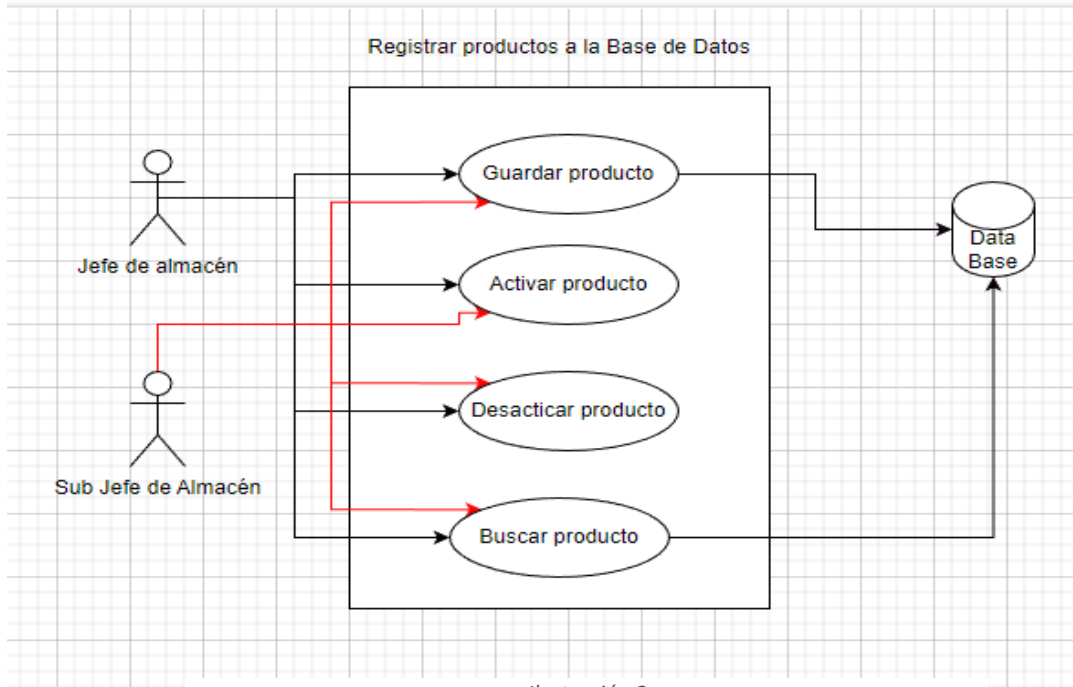 Registrar productos a la Base de Datos
Guardar producto
Jefe de almacén
Activar producto
Data
Base
Desacticar producto
Sub Jefe de Almacén
Buscar producto